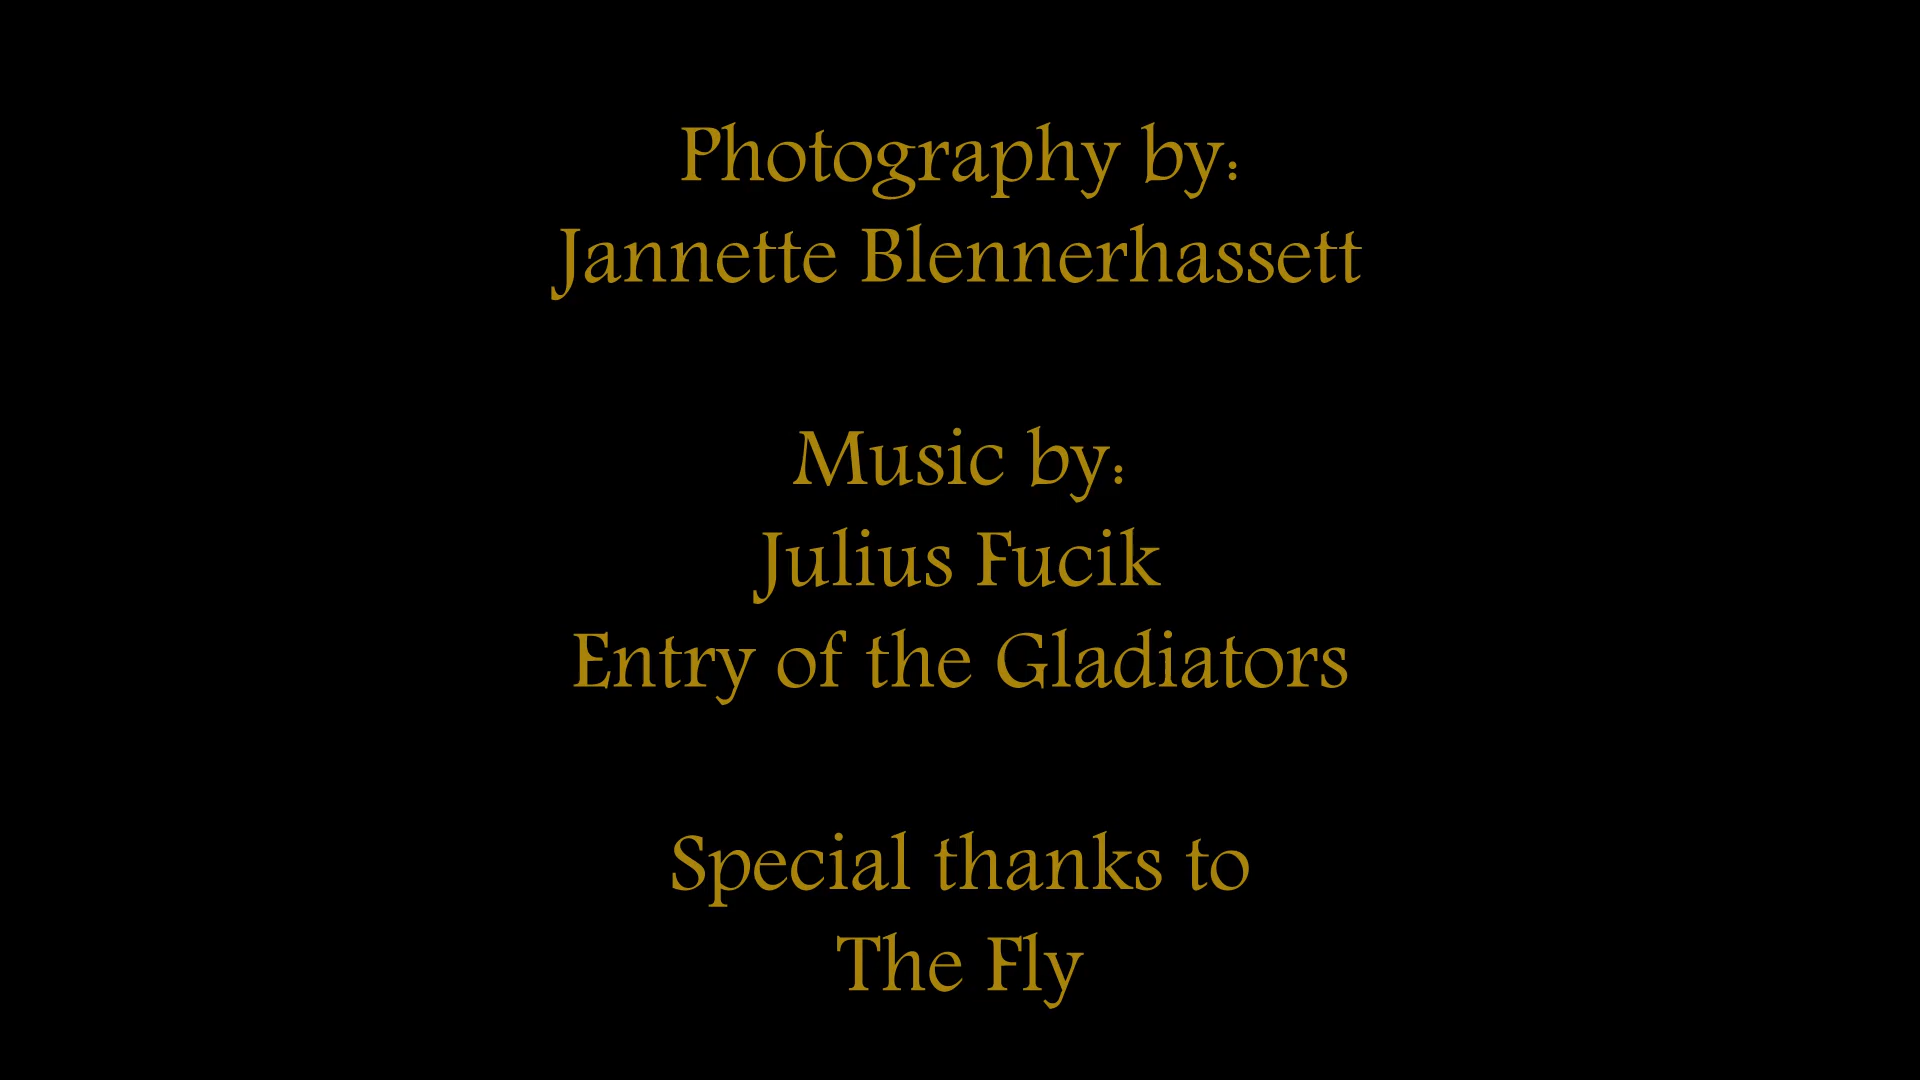 Photography by:
Jannette Blennerhassett
Music by:
Julius Fucik
Entry of the Gladiators
Special thanks to
The Fly